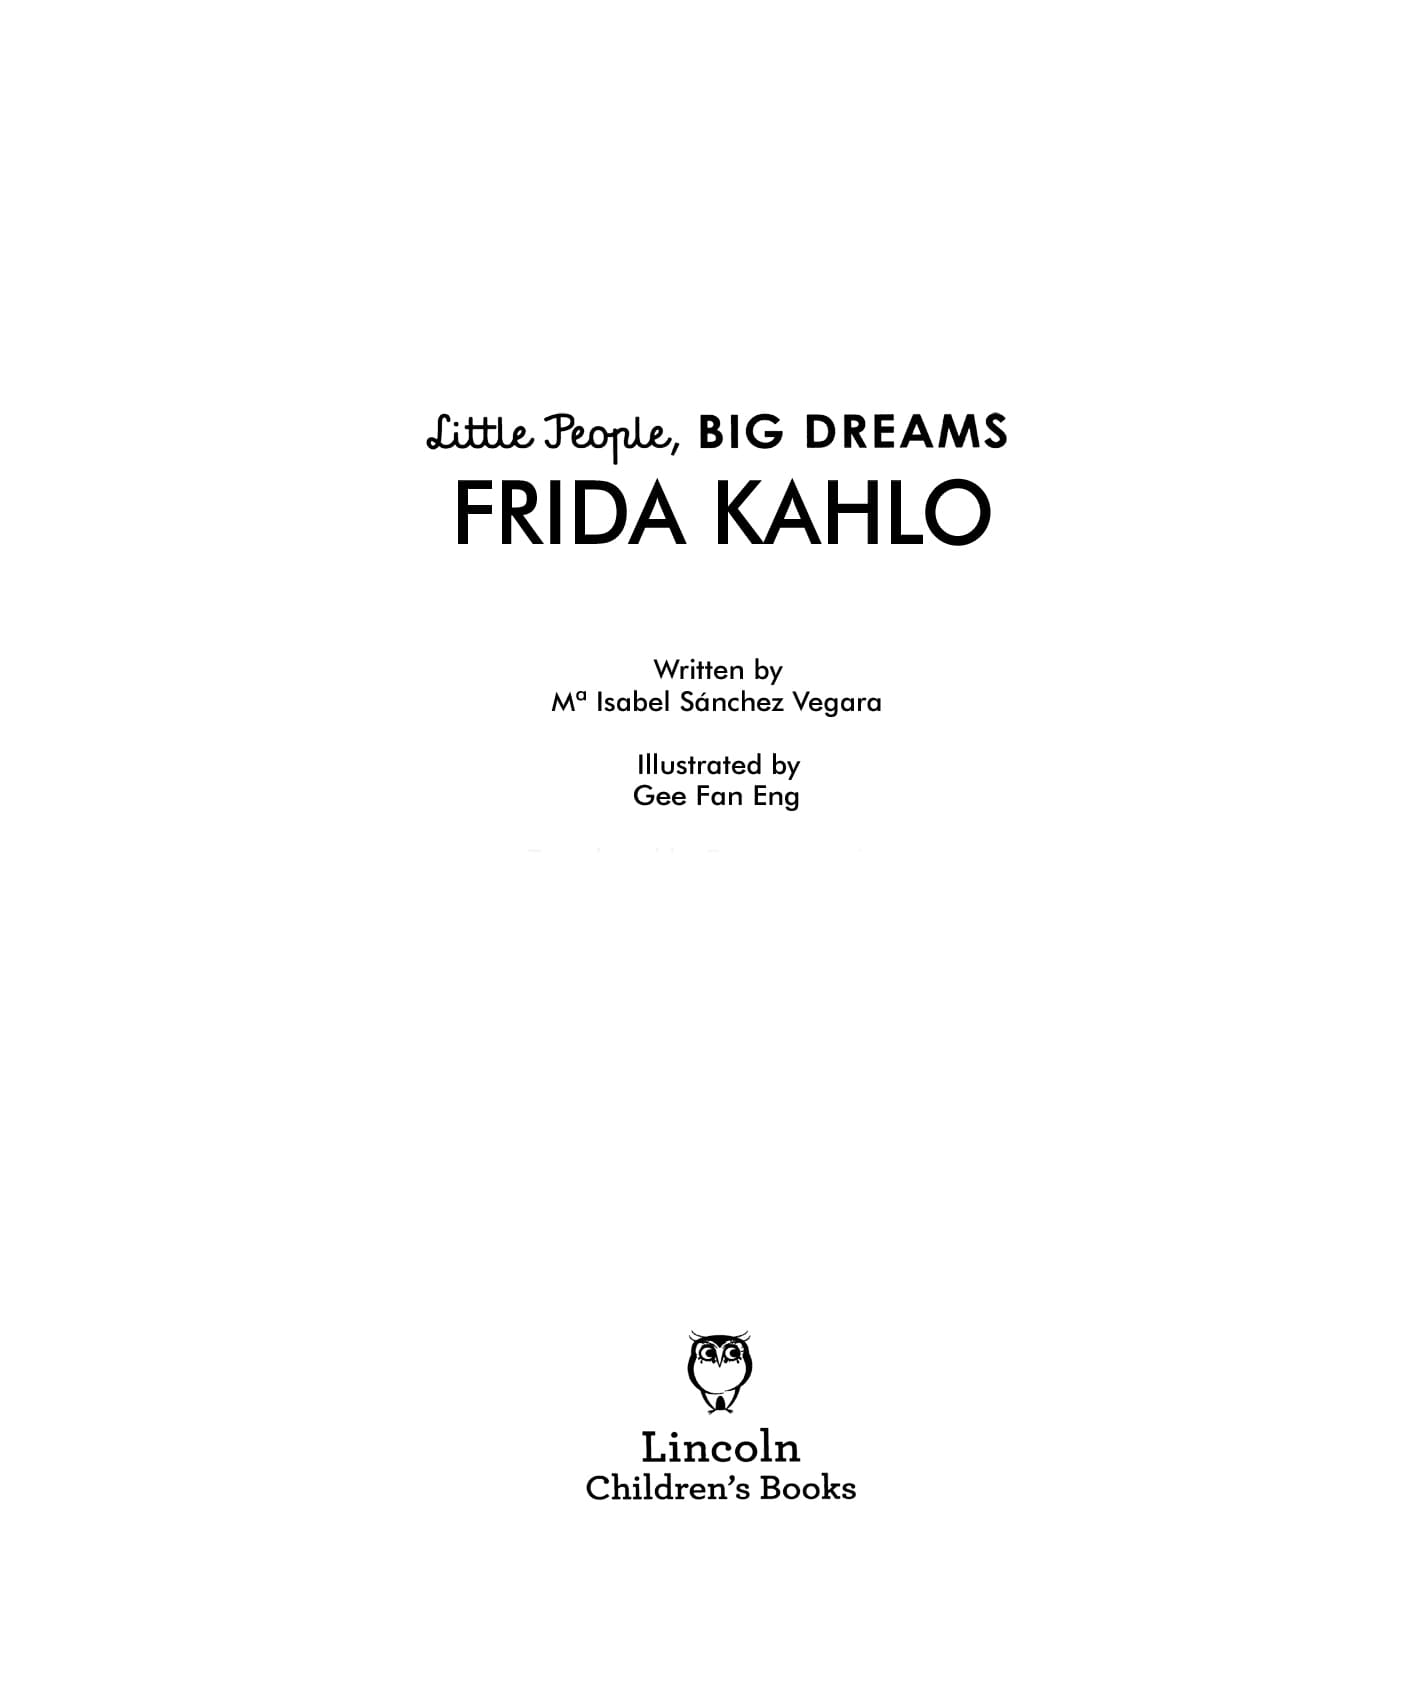 Little People, BIG DREAMS
FRIDA KAHLO
Written by
Mª Isabel Sánchez Vegara
Illustrated by
Gee Fan Eng
Lincoln
Children's Books